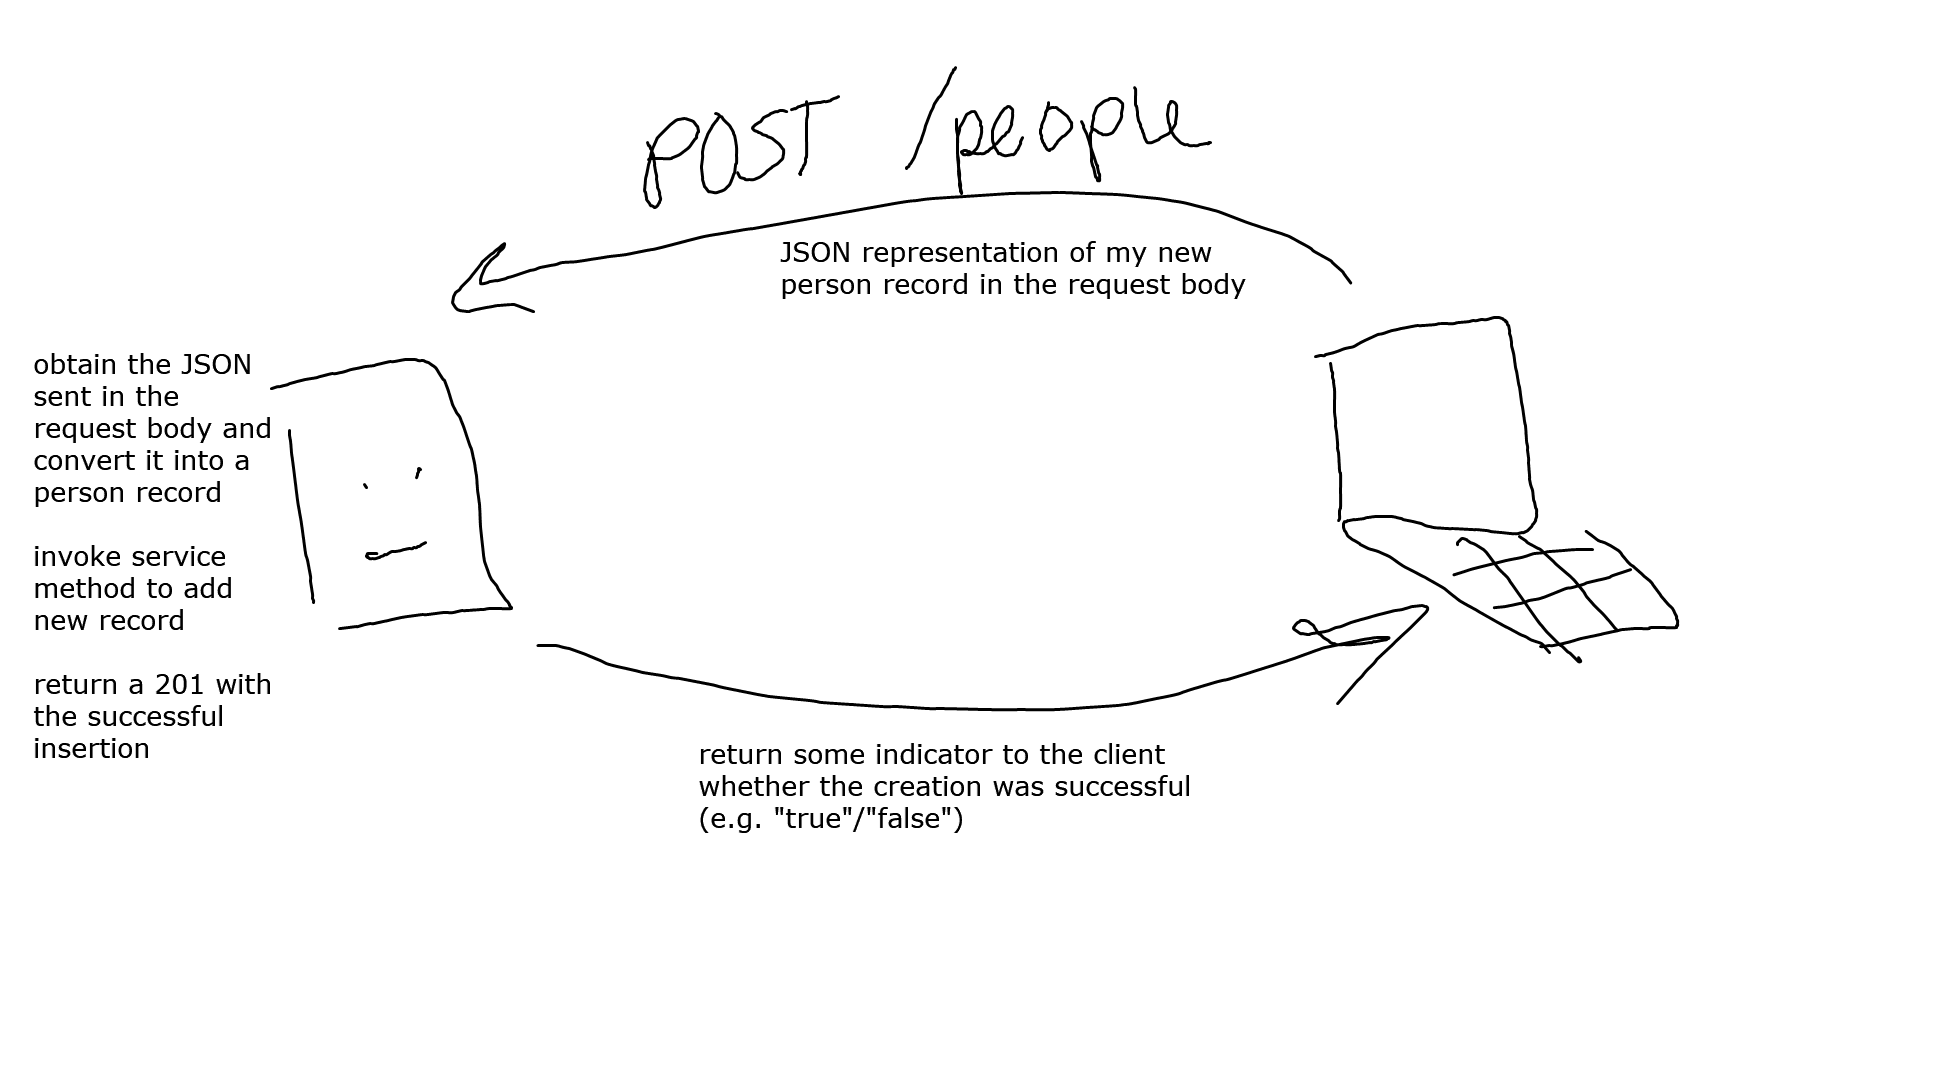 POST /people
JSON representation of my new
person record in the request body
obtain the JSON
sent in the
request body and
convert it into a
person record
invoke service
method to add
new record
return a 201 with
the successful
insertion
return some indicator to the client
whether the creation was successful
(e.g. "true"/"false")